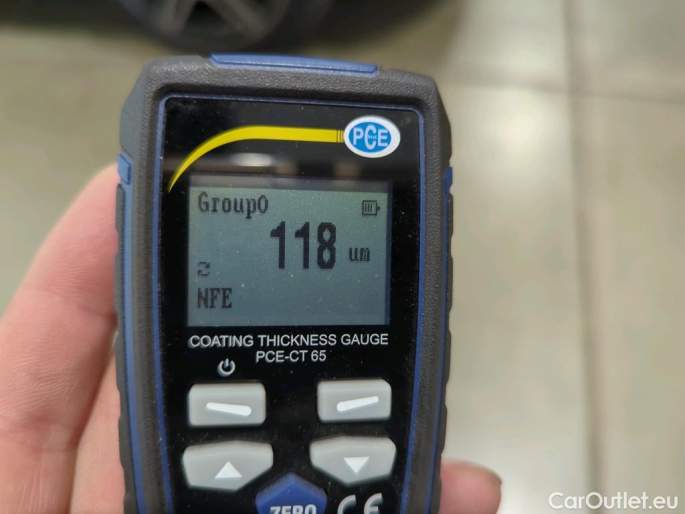 PCE
Group0
118 um
NFE
COATING THICKNESS GAUGE
PCE-CT 65
ZERO
CE
CarOutlet.eu